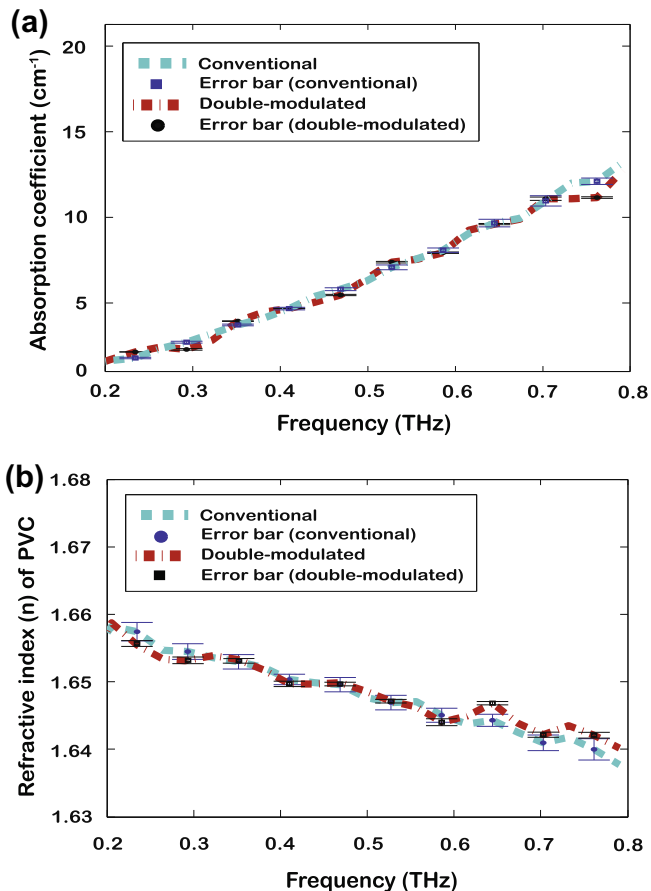 (a)
Absorption coefficient (cm⁻¹)
20
15
10
5
0
Conventional
Error bar (conventional)
Double-modulated
Error bar (double-modulated)
0.2 0.3 0.4 0.5 0.6 0.7 0.8
Frequency (THz)
(b)
Refractive index (n) of PVC
1.68
1.67
1.66
1.65
1.64
1.63
Conventional
Error bar (conventional)
Double-modulated
Error bar (double-modulated)
0.2 0.3 0.4 0.5 0.6 0.7 0.8
Frequency (THz)